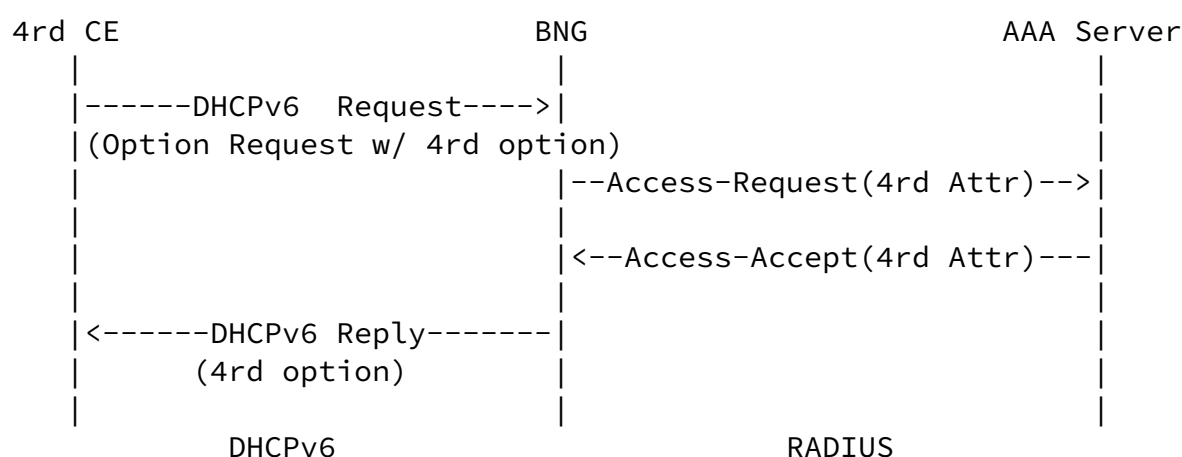 4rd CE                       BNG                       AAA Server
   |                          |                             |
   |------DHCPv6  Request---->|                             |
   |(Option Request w/ 4rd option)                          |
   |                          |--Access-Request(4rd Attr)-->|
   |                          |                             |
   |                          |<--Access-Accept(4rd Attr)---|
   |                          |                             |
   |<------DHCPv6 Reply-------|                             |
   |      (4rd option)        |                             |
   |                          |                             |
            DHCPv6                         RADIUS